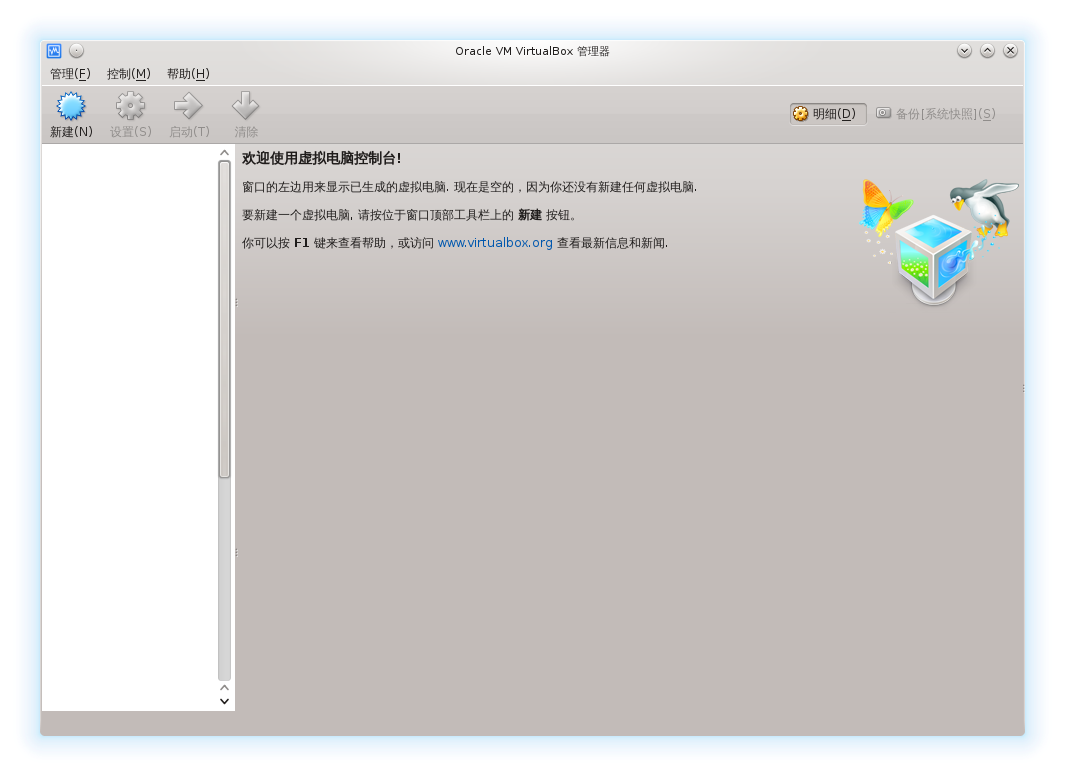 Oracle VM VirtualBox 管理器
管理(F) 控制(M) 帮助(H)
新建(N) 设置(S) 启动(T) 清除
明细(D) 备份[系统快照](S)
欢迎使用虚拟电脑控制台!
窗口的左边用来显示已生成的虚拟电脑. 现在是空的，因为你还没有新建任何虚拟电脑.
要新建一个虚拟电脑, 请按位于窗口顶部工具栏上的 新建 按钮。
你可以按 F1 键来查看帮助，或访问 www.virtualbox.org 查看最新信息和新闻.